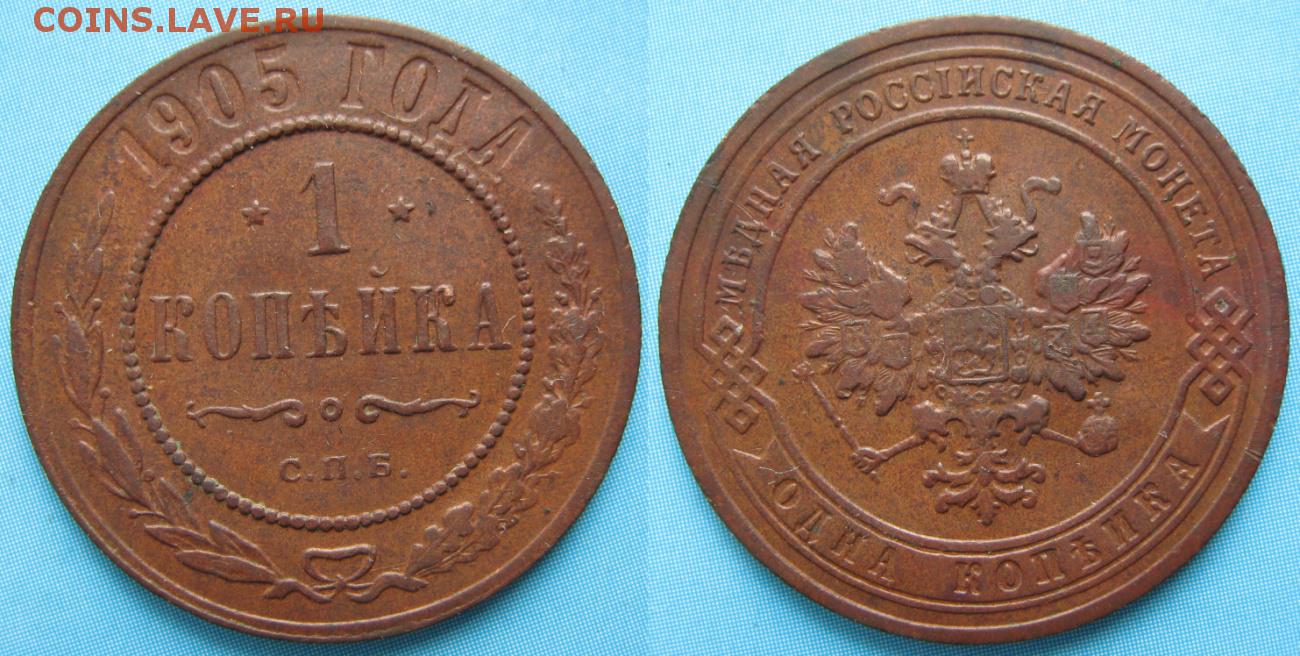 COINS.LAVE.RU
1905 ГОДА
1
КОПѢЙКА
С.П.Б.
МѢДНАЯ РОССІЙСКАЯ МОНЕТА
ОДНА КОПѢЙКА